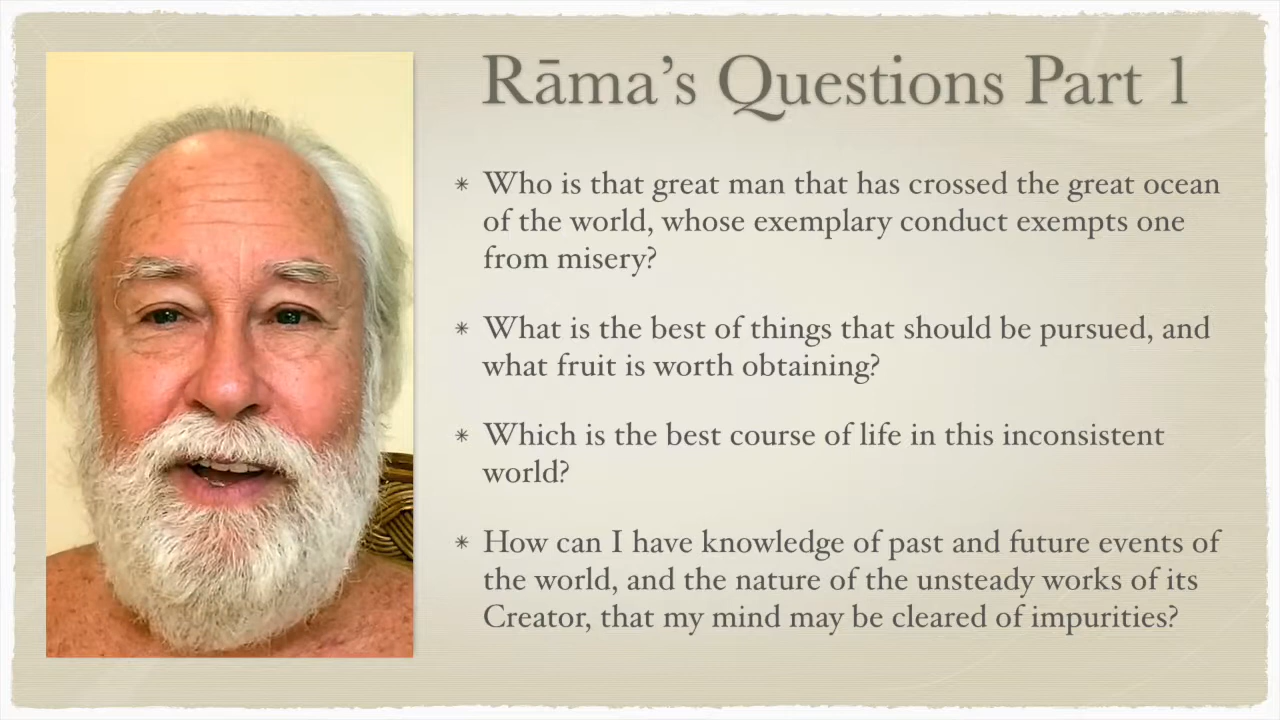 Rāma’s Questions Part 1
* Who is that great man that has crossed the great ocean
of the world, whose exemplary conduct exempts one
from misery?
* What is the best of things that should be pursued, and
what fruit is worth obtaining?
* Which is the best course of life in this inconsistent
world?
* How can I have knowledge of past and future events of
the world, and the nature of the unsteady works of its
Creator, that my mind may be cleared of impurities?